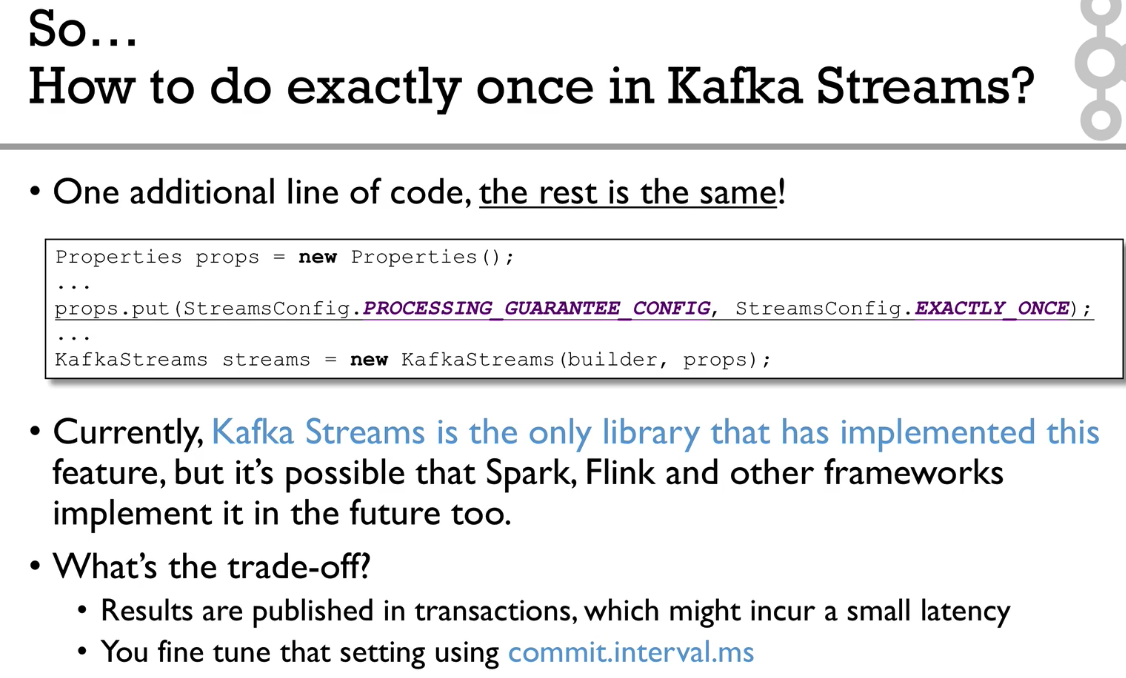 So…
How to do exactly once in Kafka Streams?
• One additional line of code, the rest is the same!
Properties props = new Properties();
...
props.put(StreamsConfig.PROCESSING_GUARANTEE_CONFIG, StreamsConfig.EXACTLY_ONCE);
...
KafkaStreams streams = new KafkaStreams(builder, props);
• Currently, Kafka Streams is the only library that has implemented this
feature, but it's possible that Spark, Flink and other frameworks
implement it in the future too.
• What's the trade-off?
• Results are published in transactions, which might incur a small latency
• You fine tune that setting using commit.interval.ms